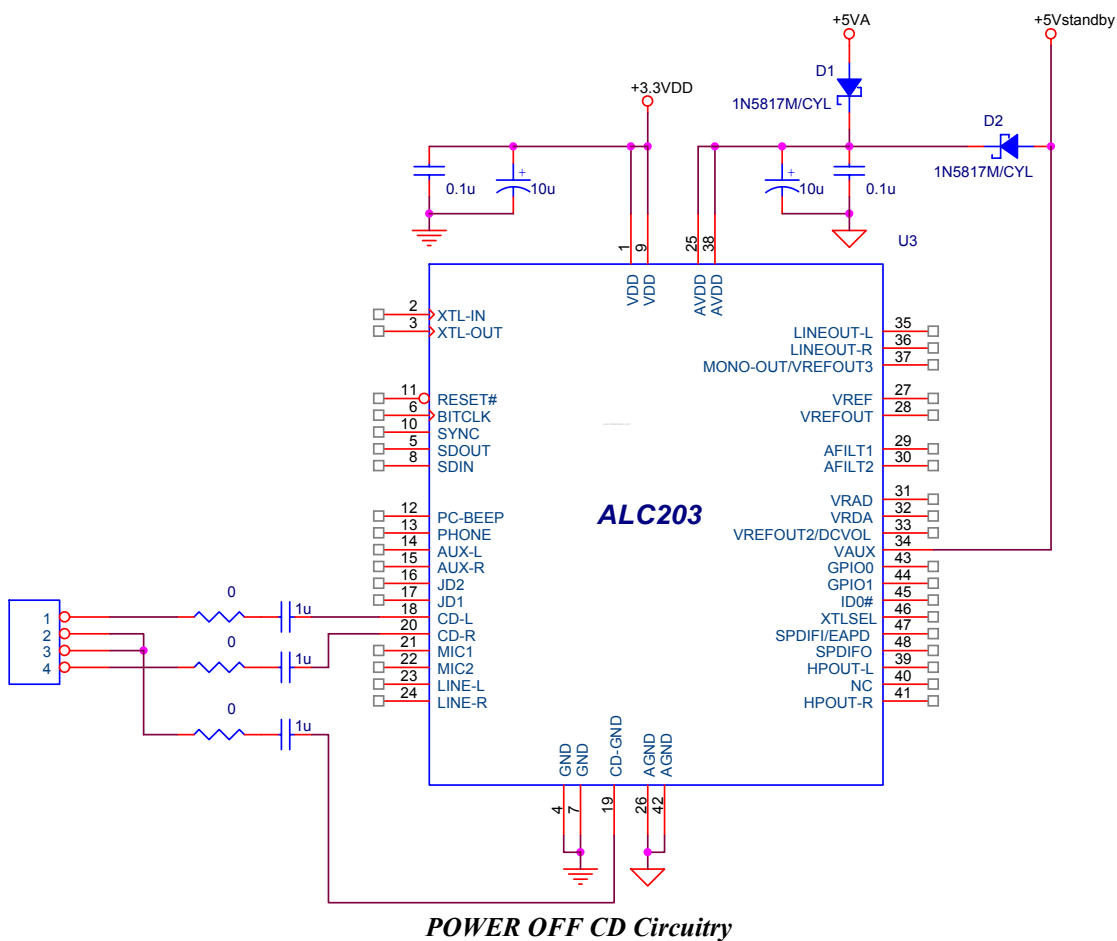 +5VA
+5Vstandby
D1
+3.3VDD
1N5817M/CYL
D2
1N5817M/CYL
0.1u
+
10u
+
10u
0.1u
U3
1
9
25
38
VDD
VDD
AVDD
AVDD
2 XTL-IN
3 XTL-OUT
11 RESET#
6 BITCLK
10 SYNC
5 SDOUT
8 SDIN
12 PC-BEEP
13 PHONE
14 AUX-L
15 AUX-R
16 JD2
17 JD1
18 CD-L
20 CD-R
21 MIC1
22 MIC2
23 LINE-L
24 LINE-R
ALC203
LINEOUT-L 35
LINEOUT-R 36
MONO-OUT/VREFOUT3 37
VREF 27
VREFOUT 28
AFILT1 29
AFILT2 30
VRAD 31
VRDA 32
VREFOUT2/DCVOL 33
VAUX 34
GPIO0 43
GPIO1 44
ID0# 45
XTLSEL 46
SPDIFI/EAPD 47
SPDIFO 48
HPOUT-L 39
NC 40
HPOUT-R 41
1
2
3
4
0
1u
0
1u
0
1u
GND
GND
CD-GND
AGND
AGND
4
7
19
26
42
POWER OFF CD Circuitry